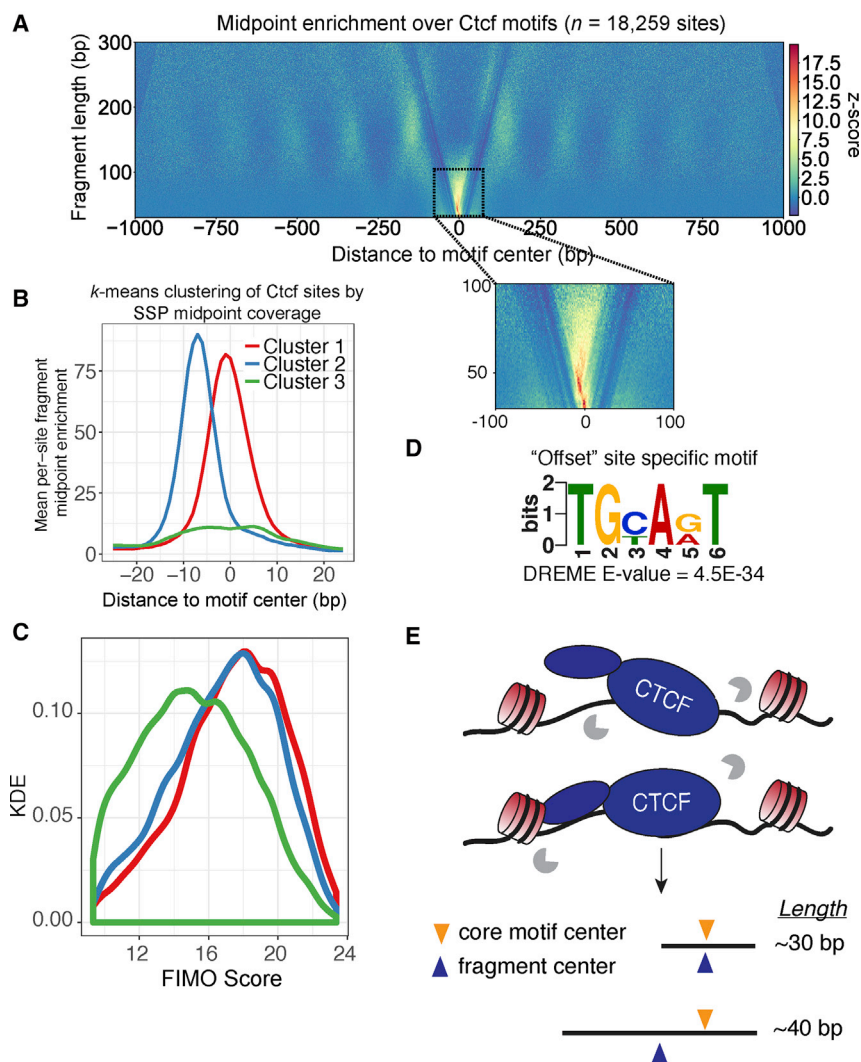 A
Midpoint enrichment over Ctcf motifs (n = 18,259 sites)
Fragment length (bp)
300
200
100
−1000
−750
−500
−250
0
250
500
750
1000
Distance to motif center (bp)
17.5
15.0
12.5
10.0
7.5
5.0
2.5
0.0
z-score
100
50
-100
0
100
B
k-means clustering of Ctcf sites by
SSP midpoint coverage
Mean per-site fragment
midpoint enrichment
75
50
25
0
Cluster 1
Cluster 2
Cluster 3
−20
−10
0
10
20
Distance to motif center (bp)
D
“Offset” site specific motif
bits
2
1
0
TGCAGT
T A
1 2 3 4 5 6
DREME E-value = 4.5E-34
C
KDE
0.10
0.05
0.00
12
16
20
24
FIMO Score
E
CTCF
CTCF
core motif center
fragment center
Length
~30 bp
~40 bp